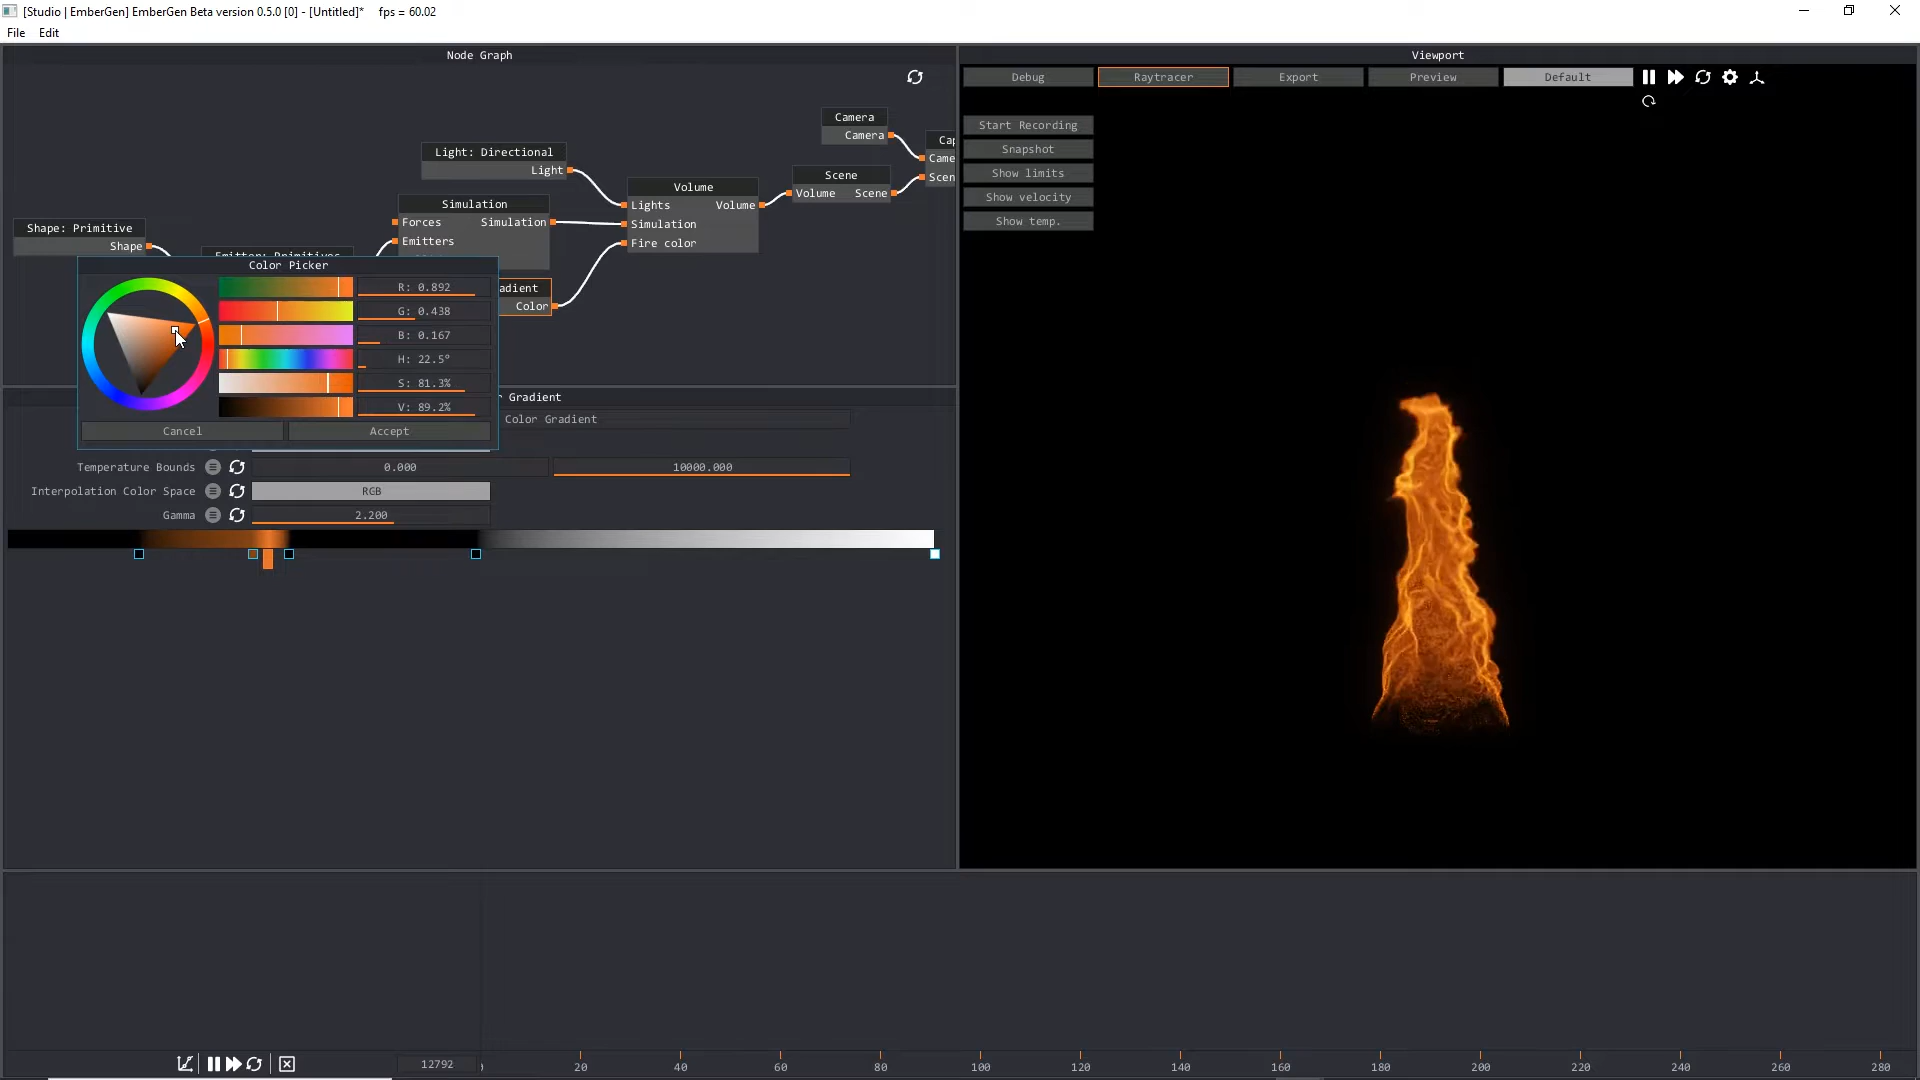 [Studio | EmberGen] EmberGen Beta version 0.5.0 [0] - [Untitled]* fps = 60.02
File Edit
Node Graph
Camera
Camera
Light: Directional
Light
Cap
Came
Scen
Scene
Volume Scene
Volume
Lights Volume
Simulation
Fire color
Simulation
Forces Simulation
Emitters
Shape: Primitive
Shape
Emitter: Primitives
adient
Color
Color Picker
R: 0.892
G: 0.438
B: 0.167
H: 22.5°
S: 81.3%
V: 89.2%
Cancel Accept
r Gradient
Color Gradient
Temperature Bounds 0.000 10000.000
Interpolation Color Space RGB
Gamma 2.200
Viewport
Debug Raytracer Export Preview Default
Start Recording
Snapshot
Show limits
Show velocity
Show temp.
12792 20 40 60 80 100 120 140 160 180 200 220 240 260 280